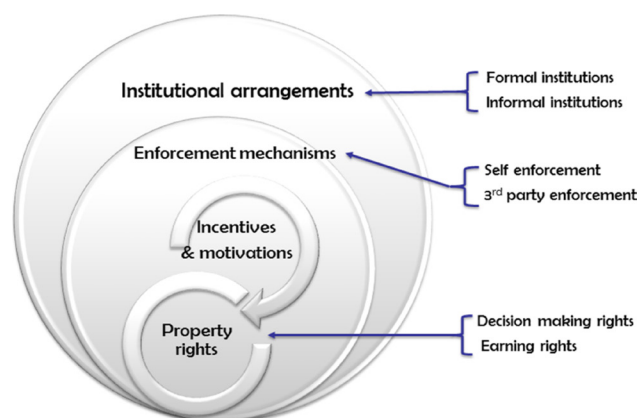 Institutional arrangements
Formal institutions
Informal institutions
Enforcement mechanisms
Self enforcement
3rd party enforcement
Incentives
& motivations
Property
rights
Decision making rights
Earning rights